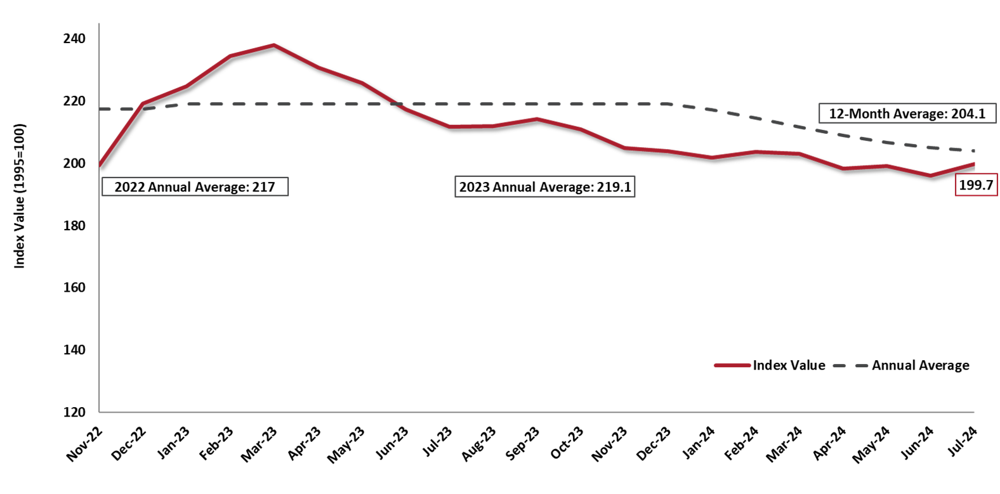 240
220
200
180
160
140
120
Index Value (1995=100)
12-Month Average: 204.1
2022 Annual Average: 217
2023 Annual Average: 219.1
199.7
Index Value
Annual Average
Nov-22
Dec-22
Jan-23
Feb-23
Mar-23
Apr-23
May-23
Jun-23
Jul-23
Aug-23
Sep-23
Oct-23
Nov-23
Dec-23
Jan-24
Feb-24
Mar-24
Apr-24
May-24
Jun-24
Jul-24